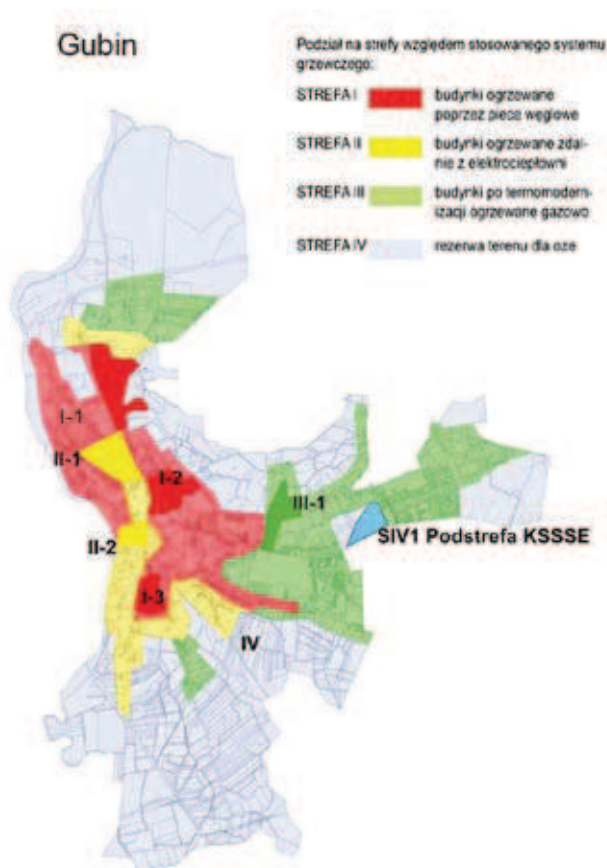 Gubin
Podział na strefy względem stosowanego systemu
grzewczego:
STREFA I budynki ogrzewane
poprzez piece węglowe
STREFA II budynki ogrzewane zdal-
nie z elektrociepłowni
STREFA III budynki po termomoder-
nizacji ogrzewane gazowo
STREFA IV rezerwa terenu dla oze
I-1
II-1
I-2
III-1
SIV1 Podstrefa KSSSE
II-2
I-3
IV